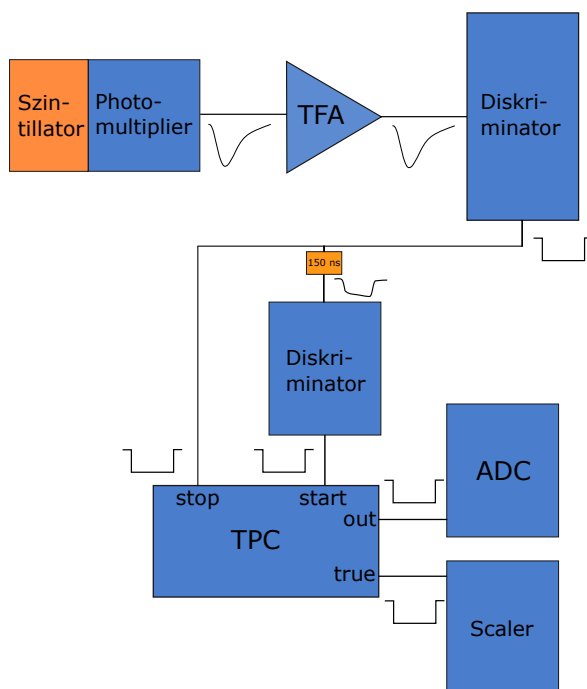 Szin-
tillator
Photo-
multiplier
TFA
Diskri-
minator
150 ns
Diskri-
minator
stop
start
TPC
out
true
ADC
Scaler